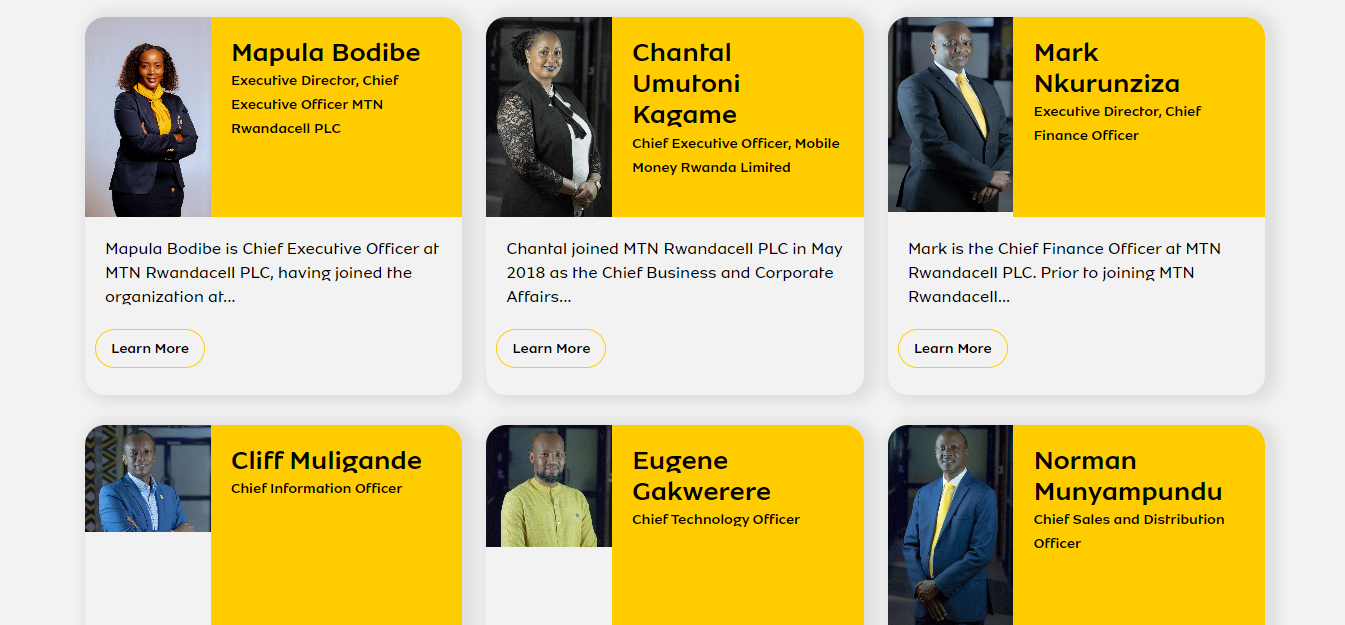 Mapula Bodibe
Executive Director, Chief
Executive Officer MTN
Rwandacell PLC
Mapula Bodibe is Chief Executive Officer at
MTN Rwandacell PLC, having joined the
organization at...
Learn More
Chantal
Umutoni
Kagame
Chief Executive Officer, Mobile
Money Rwanda Limited
Chantal joined MTN Rwandacell PLC in May
2018 as the Chief Business and Corporate
Affairs...
Learn More
Mark
Nkurunziza
Executive Director, Chief
Finance Officer
Mark is the Chief Finance Officer at MTN
Rwandacell PLC. Prior to joining MTN
Rwandacell...
Learn More
Cliff Muligande
Chief Information Officer
Eugene
Gakwerere
Chief Technology Officer
Norman
Munyampundu
Chief Sales and Distribution
Officer